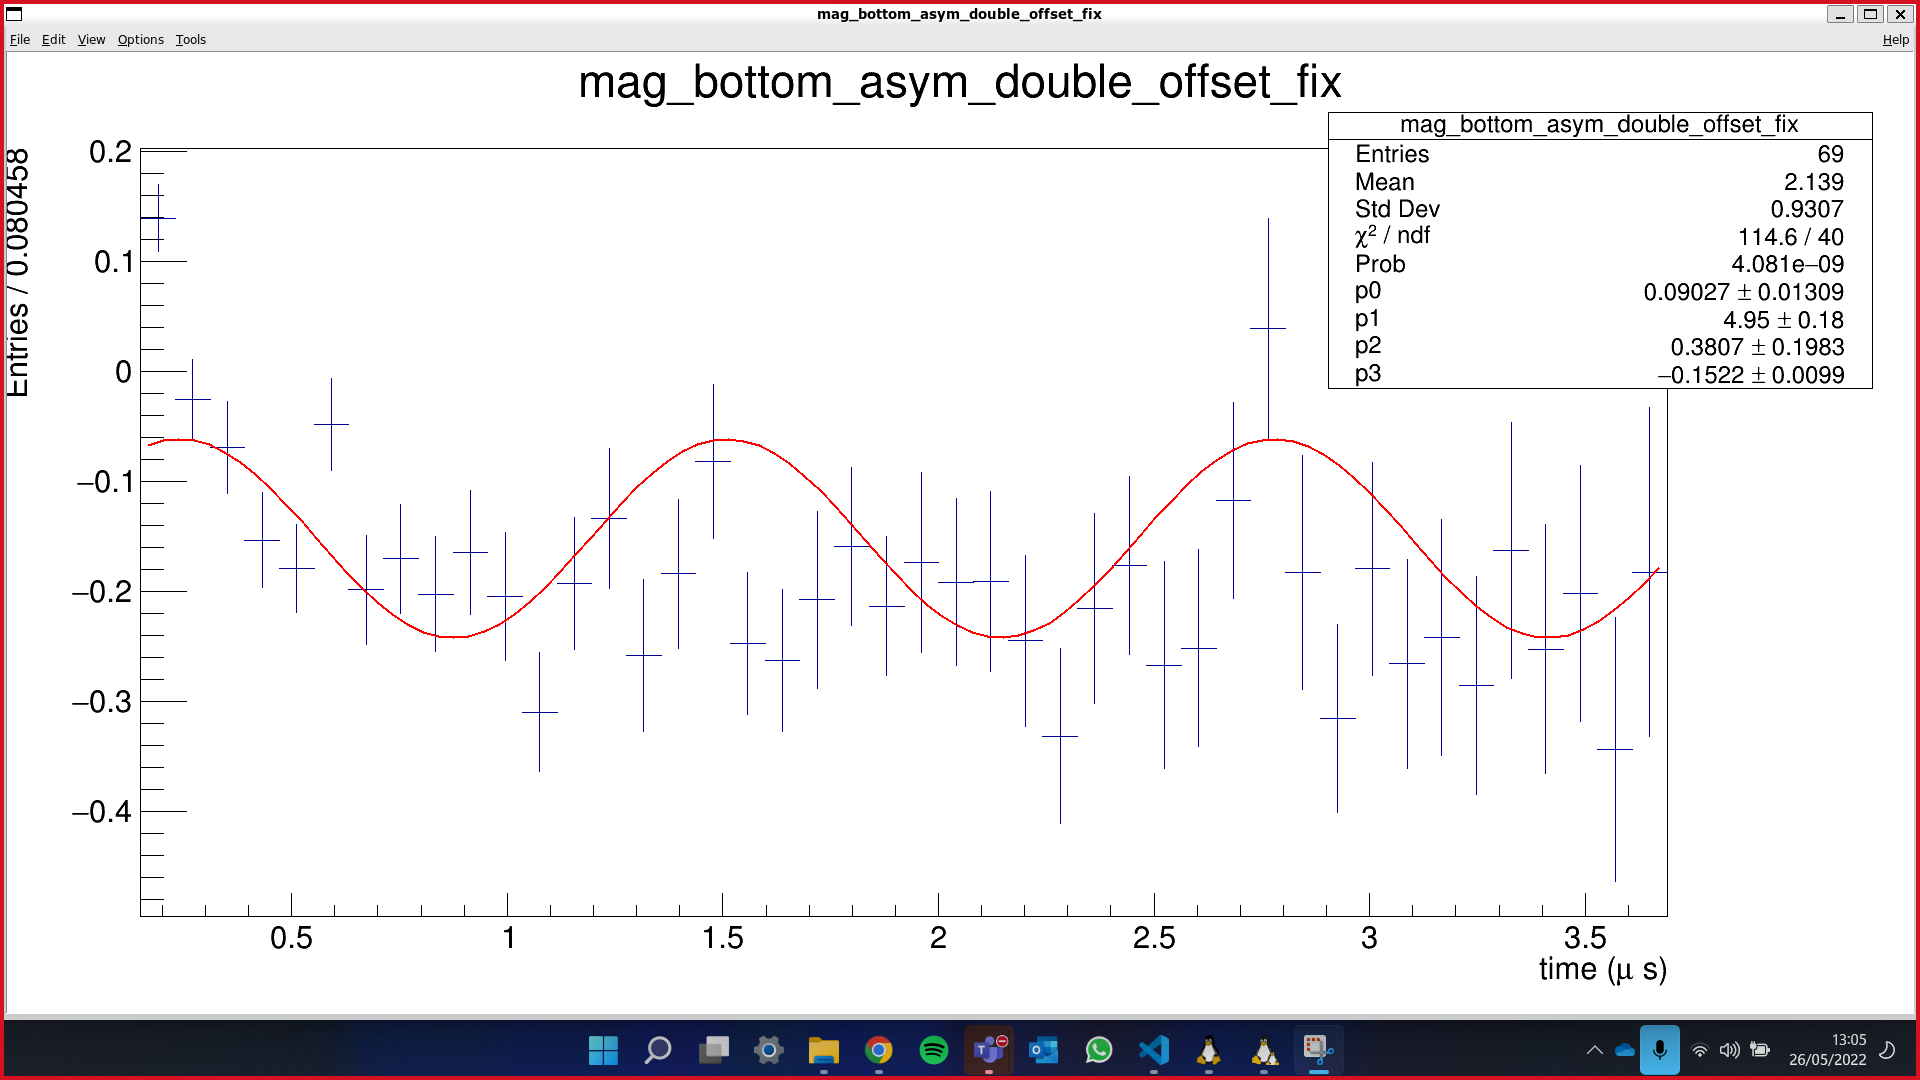 mag_bottom_asym_double_offset_fix
File Edit View Options Tools Help
mag_bottom_asym_double_offset_fix
mag_bottom_asym_double_offset_fix
Entries 69
Mean 2.139
Std Dev 0.9307
χ² / ndf 114.6 / 40
Prob 4.081e−09
p0 0.09027 ± 0.01309
p1 4.95 ± 0.18
p2 0.3807 ± 0.1983
p3 −0.1522 ± 0.0099
Entries / 0.080458
0.2
0.1
0
−0.1
−0.2
−0.3
−0.4
0.5 1 1.5 2 2.5 3 3.5
time (μ s)
13:05
26/05/2022